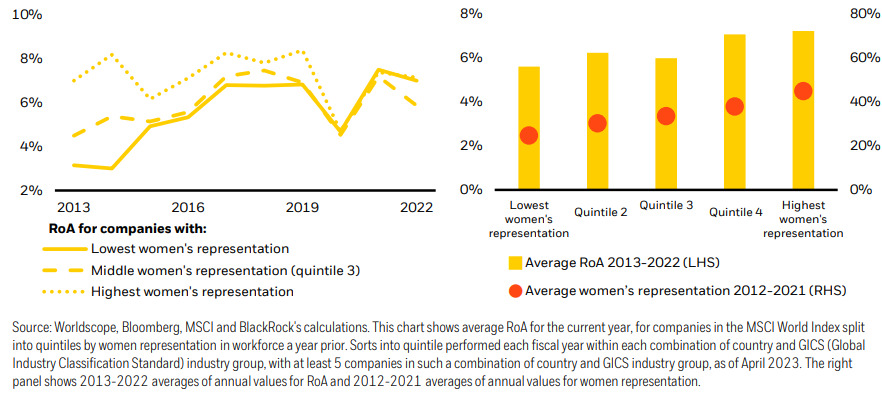 10%
8%
6%
4%
2%
2013
2016
2019
2022
RoA for companies with:
Lowest women's representation
Middle women's representation (quintile 3)
Highest women's representation
8%
6%
4%
2%
0%
80%
60%
40%
20%
0%
Lowest
women's
representation
Quintile 2
Quintile 3
Quintile 4
Highest
women's
representation
Average RoA 2013-2022 (LHS)
Average women's representation 2012-2021 (RHS)
Source: Worldscope, Bloomberg, MSCI and BlackRock's calculations. This chart shows average RoA for the current year, for companies in the MSCI World Index split
into quintiles by women representation in workforce a year prior. Sorts into quintile performed each fiscal year within each combination of country and GICS (Global
Industry Classification Standard) industry group, with at least 5 companies in such a combination of country and GICS industry group, as of April 2023. The right
panel shows 2013-2022 averages of annual values for RoA and 2012-2021 averages of annual values for women representation.